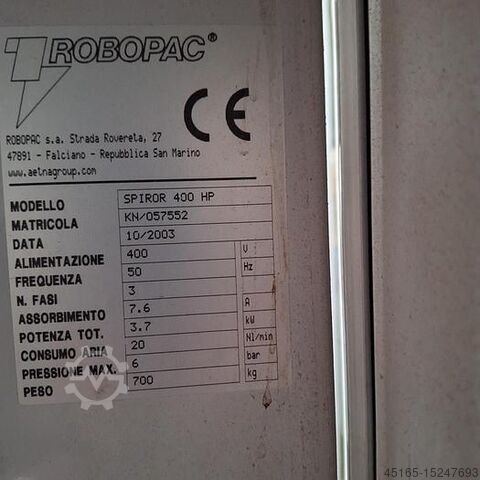 ROBOPAC®
CE
ROBOPAC s.a. Strada Rovereta, 27
47891 - Falciano - Repubblica San Marino
www.aetnagroup.com
MODELLO SPIROR 400 HP
MATRICOLA KN/057552
DATA 10/2003
ALIMENTAZIONE 400 V
FREQUENZA 50 Hz
N. FASI 3
ASSORBIMENTO 7.6 A
POTENZA TOT. 3.7 kW
CONSUMO ARIA 20 Nl/min
PRESSIONE MAX. 6 bar
PESO 700 kg
45165-15247693